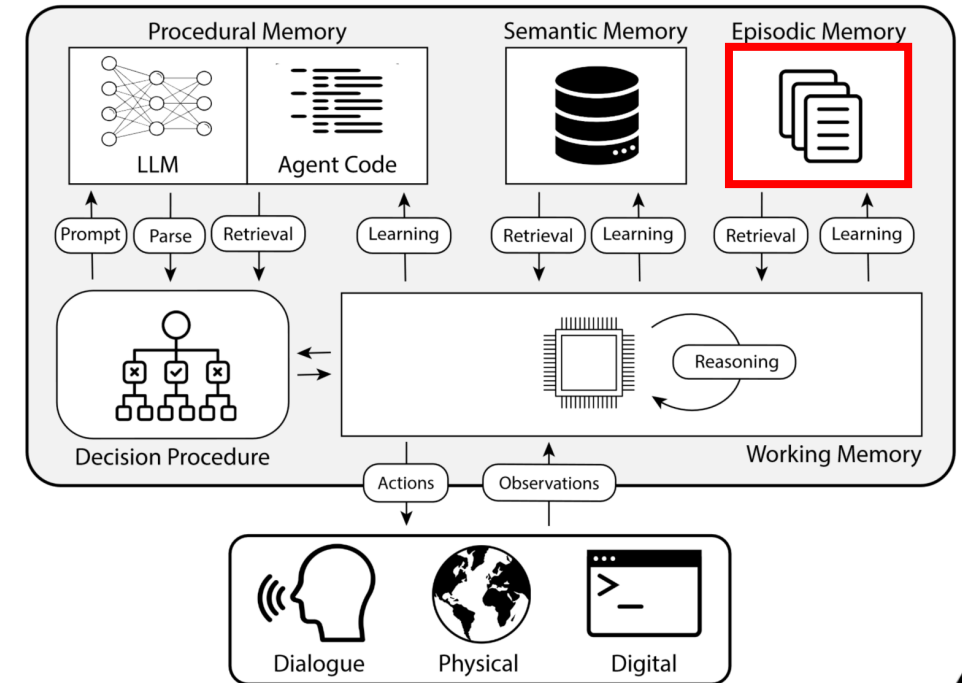 Procedural Memory
Semantic Memory
Episodic Memory
LLM
Agent Code
Prompt
Parse
Retrieval
Learning
Retrieval
Learning
Retrieval
Learning
Reasoning
Decision Procedure
Working Memory
Actions
Observations
>_
Dialogue
Physical
Digital